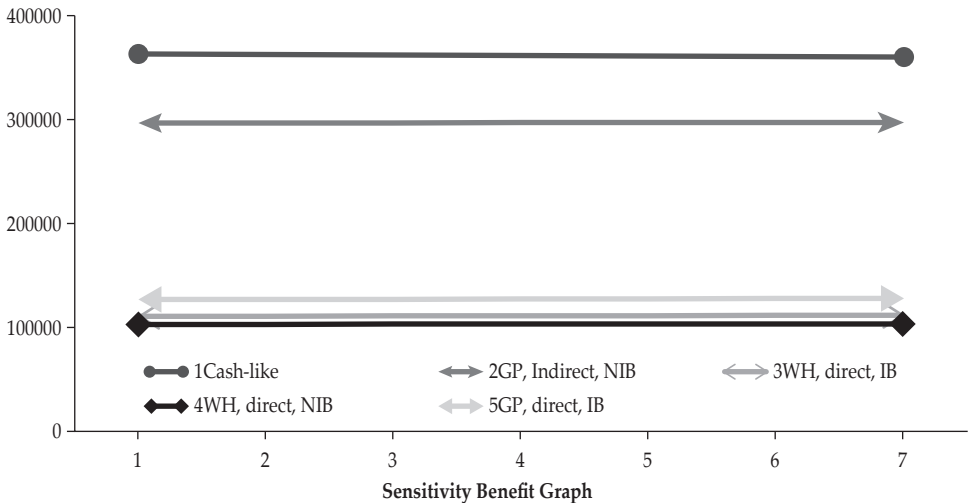 400000
300000
200000
100000
0
1Cash-like
2GP, Indirect, NIB
3WH, direct, IB
4WH, direct, NIB
5GP, direct, IB
1 2 3 4 5 6 7
Sensitivity Benefit Graph